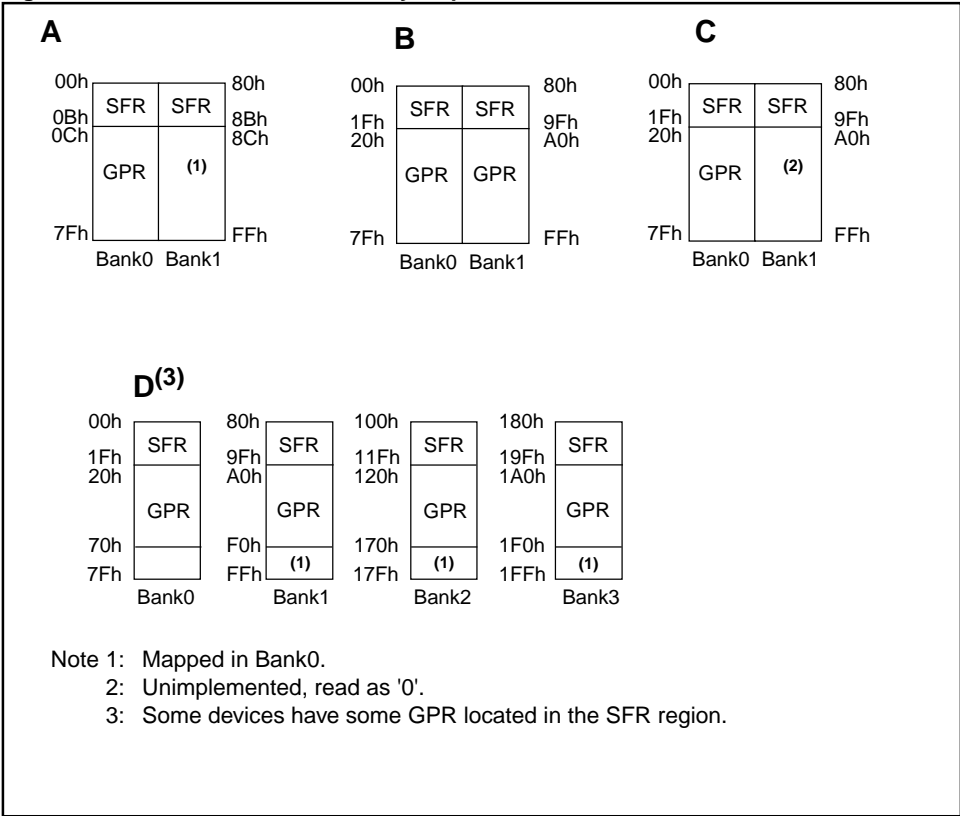 A B C
00h 80h 00h 80h 00h 80h
SFR SFR SFR SFR SFR SFR
0Bh 8Bh 1Fh 9Fh 1Fh 9Fh
0Ch 8Ch 20h A0h 20h A0h
GPR (1) GPR GPR GPR (2)
7Fh FFh 7Fh FFh 7Fh FFh
Bank0 Bank1 Bank0 Bank1 Bank0 Bank1
D(3)
00h 80h 100h 180h
SFR SFR SFR SFR
1Fh 9Fh 11Fh 19Fh
20h A0h 120h 1A0h
GPR GPR GPR GPR
70h F0h 170h 1F0h
(1) (1) (1)
7Fh FFh 17Fh 1FFh
Bank0 Bank1 Bank2 Bank3
Note 1: Mapped in Bank0.
2: Unimplemented, read as '0'.
3: Some devices have some GPR located in the SFR region.